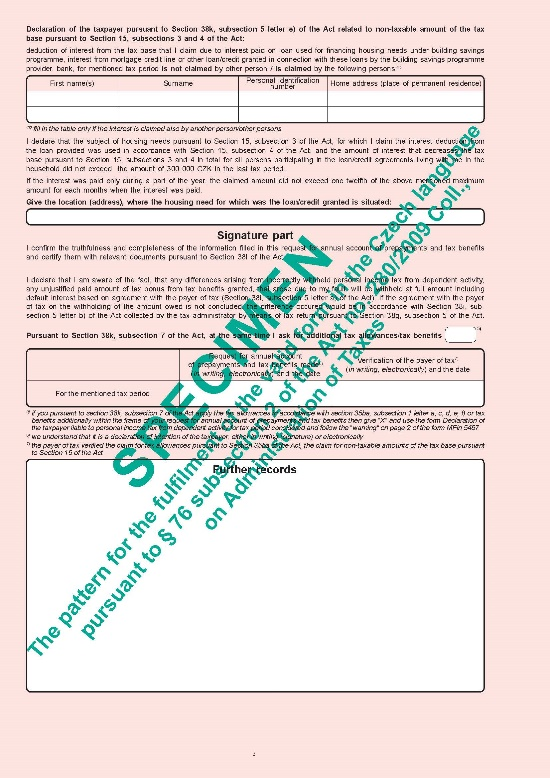 Declaration of the taxpayer pursuant to Section 38k, subsection 5 letter e) of the Act related to non-taxable amount of the tax
base pursuant to Section 15, subsections 3 and 4 of the Act:
deduction of interest from the tax base that I claim due to interest paid on loan used for financing housing needs under building savings
programme, interest from mortgage credit line or other loan/credit granted in connection with these loans by the building savings programme
provider, bank, for mentioned tax period is not claimed by other person / is claimed by the following persons
First name(s)
Surname
Personal identification
number
Home address (place of permanent residence)
fill in the table only if the interest is claimed also by another person/other persons
I declare that the subject of housing needs pursuant to Section 15, subsection 3 of the Act, for which I claim the interest deduction from
the loan provided was used in accordance with Section 15, subsection 4 of the Act, and the amount of interest that decreases the tax
base pursuant to Section 15, subsections 3 and 4 in total for all persons participating in the loan/credit agreements living with me in the
household did not exceed the amount of 300 000 CZK in the last tax period.
If the interest was paid only during a part of the year, the claimed amount did not exceed one twelfth of the above mentioned maximum
amount for each months when the interest was paid.
Give the location (address), where the housing need for which was the loan/credit granted is situated:
Signature part
I confirm the truthfulness and completeness of the information filled in this request for annual account of prepayments and tax benefits
and certify them with relevant documents pursuant to Section 38l of the Act.
I declare that I am aware of the fact, that any differences arising from incorrectly withheld personal income tax from dependent activity,
any unjustified paid amount of tax bonus from tax benefits granted, that arose due to my fault will be withheld at full amount including
default interest based on agreement with the payer of tax (Section 38i, subsection 5 letter a) of the Act). If the agreement with the payer
of tax on the withholding of the amount owed is not concluded, the difference occurred would be in accordance with Section 38i, sub-
section 5 letter b) of the Act collected by the tax administrator by means of tax return pursuant to Section 38g, subsection 5 of the Act.
Pursuant to Section 38k, subsection 7 of the Act, at the same time I ask for additional tax allowances/tax benefits
Request for annual account
of prepayments and tax benefits made
(in writing, electronically) and the date
Verification of the payer of tax
(in writing, electronically) and the date
For the mentioned tax period
if you pursuant to section 38k, subsection 7 of the Act apply the tax allowances in accordance with section 35ba, subsection 1 letter a, c, d, e, f) or tax
benefits additionally within the frame of your request for annual account of prepayments and tax benefits then give "X" and use the form Declaration of
the taxpayer liable to personal income tax from dependent activities for tax period considered and follow the "warning" on page 2 of the form MFin 5457
we understand that it is a declaration of intention of the taxpayer, either in writing (signature) or electronically
the payer of tax verified the claim for tax allowances pursuant to Section 35ba of the Act, the claim for non-taxable amounts of the tax base pursuant
to Section 15 of the Act
Further records
SPECIMEN
The pattern for the fulfilment of the valid form in the Czech language
pursuant to § 76 subsection 2 of the Act No. 280/2009 Coll.,
on Administration of Taxes